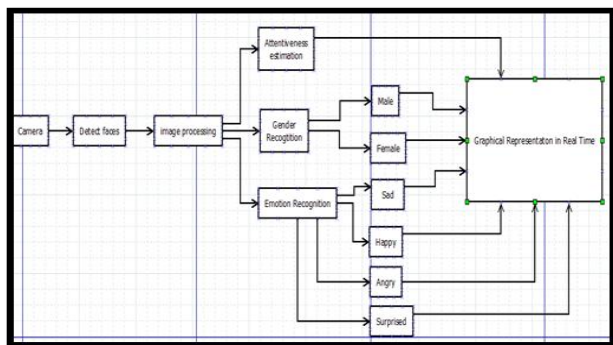 Camera
Detect faces
image processing
Attentiveness
estimation
Gender
Recogtition
Emotion Recognition
Male
Female
Sad
Happy
Angry
Surprised
Graphical Representaton in Real Time